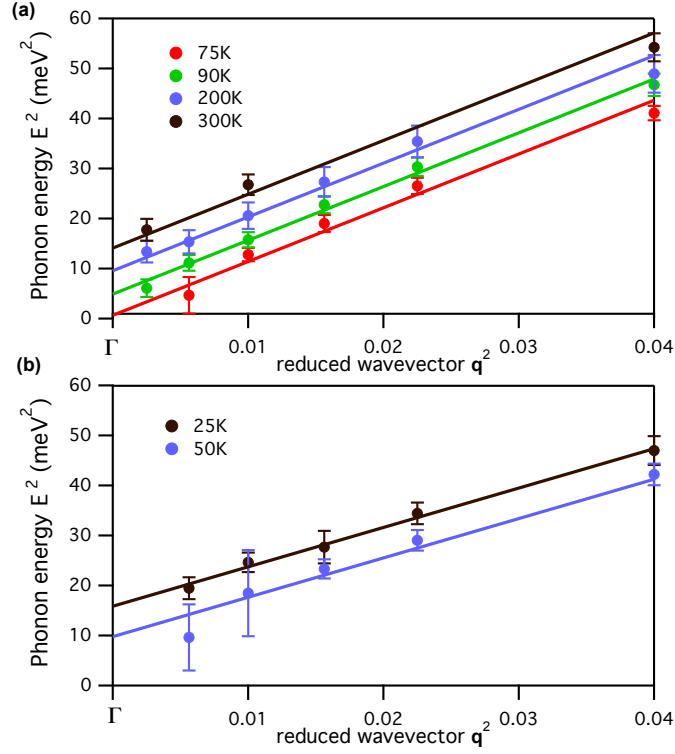 (a)
60
50
40
30
20
10
0
Phonon energy E² (meV²)
75K
90K
200K
300K
Γ
0.01
0.02
0.03
0.04
reduced wavevector q²
(b)
60
50
40
30
20
10
0
Phonon energy E² (meV²)
25K
50K
Γ
0.01
0.02
0.03
0.04
reduced wavevector q²